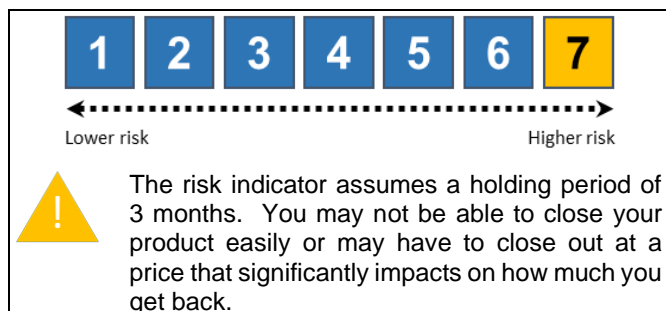 1 2 3 4 5 6 7
Lower risk Higher risk
!
The risk indicator assumes a holding period of
3 months. You may not be able to close your
product easily or may have to close out at a
price that significantly impacts on how much you
get back.